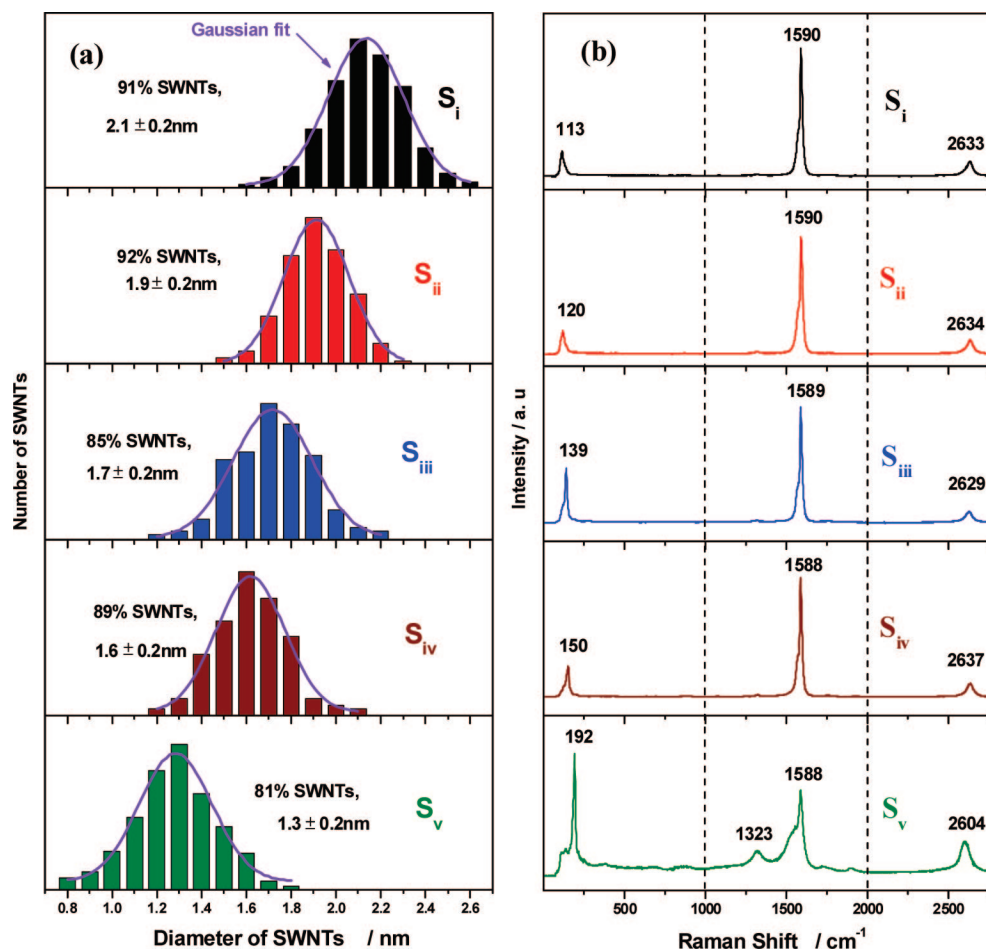 (a)
Gaussian fit
91% SWNTs,
2.1 ± 0.2nm
Si
92% SWNTs,
1.9 ± 0.2nm
Sii
85% SWNTs,
1.7 ± 0.2nm
Siii
89% SWNTs,
1.6 ± 0.2nm
Siv
81% SWNTs,
1.3 ± 0.2nm
Sv
Number of SWNTs
0.8 1.0 1.2 1.4 1.6 1.8 2.0 2.2 2.4 2.6
Diameter of SWNTs / nm
(b)
1590
Si
113
2633
1590
Sii
120
2634
1589
Siii
139
2629
1588
Siv
150
2637
192
1588
Sv
1323
2604
Intensity / a. u
500 1000 1500 2000 2500
Raman Shift / cm-1